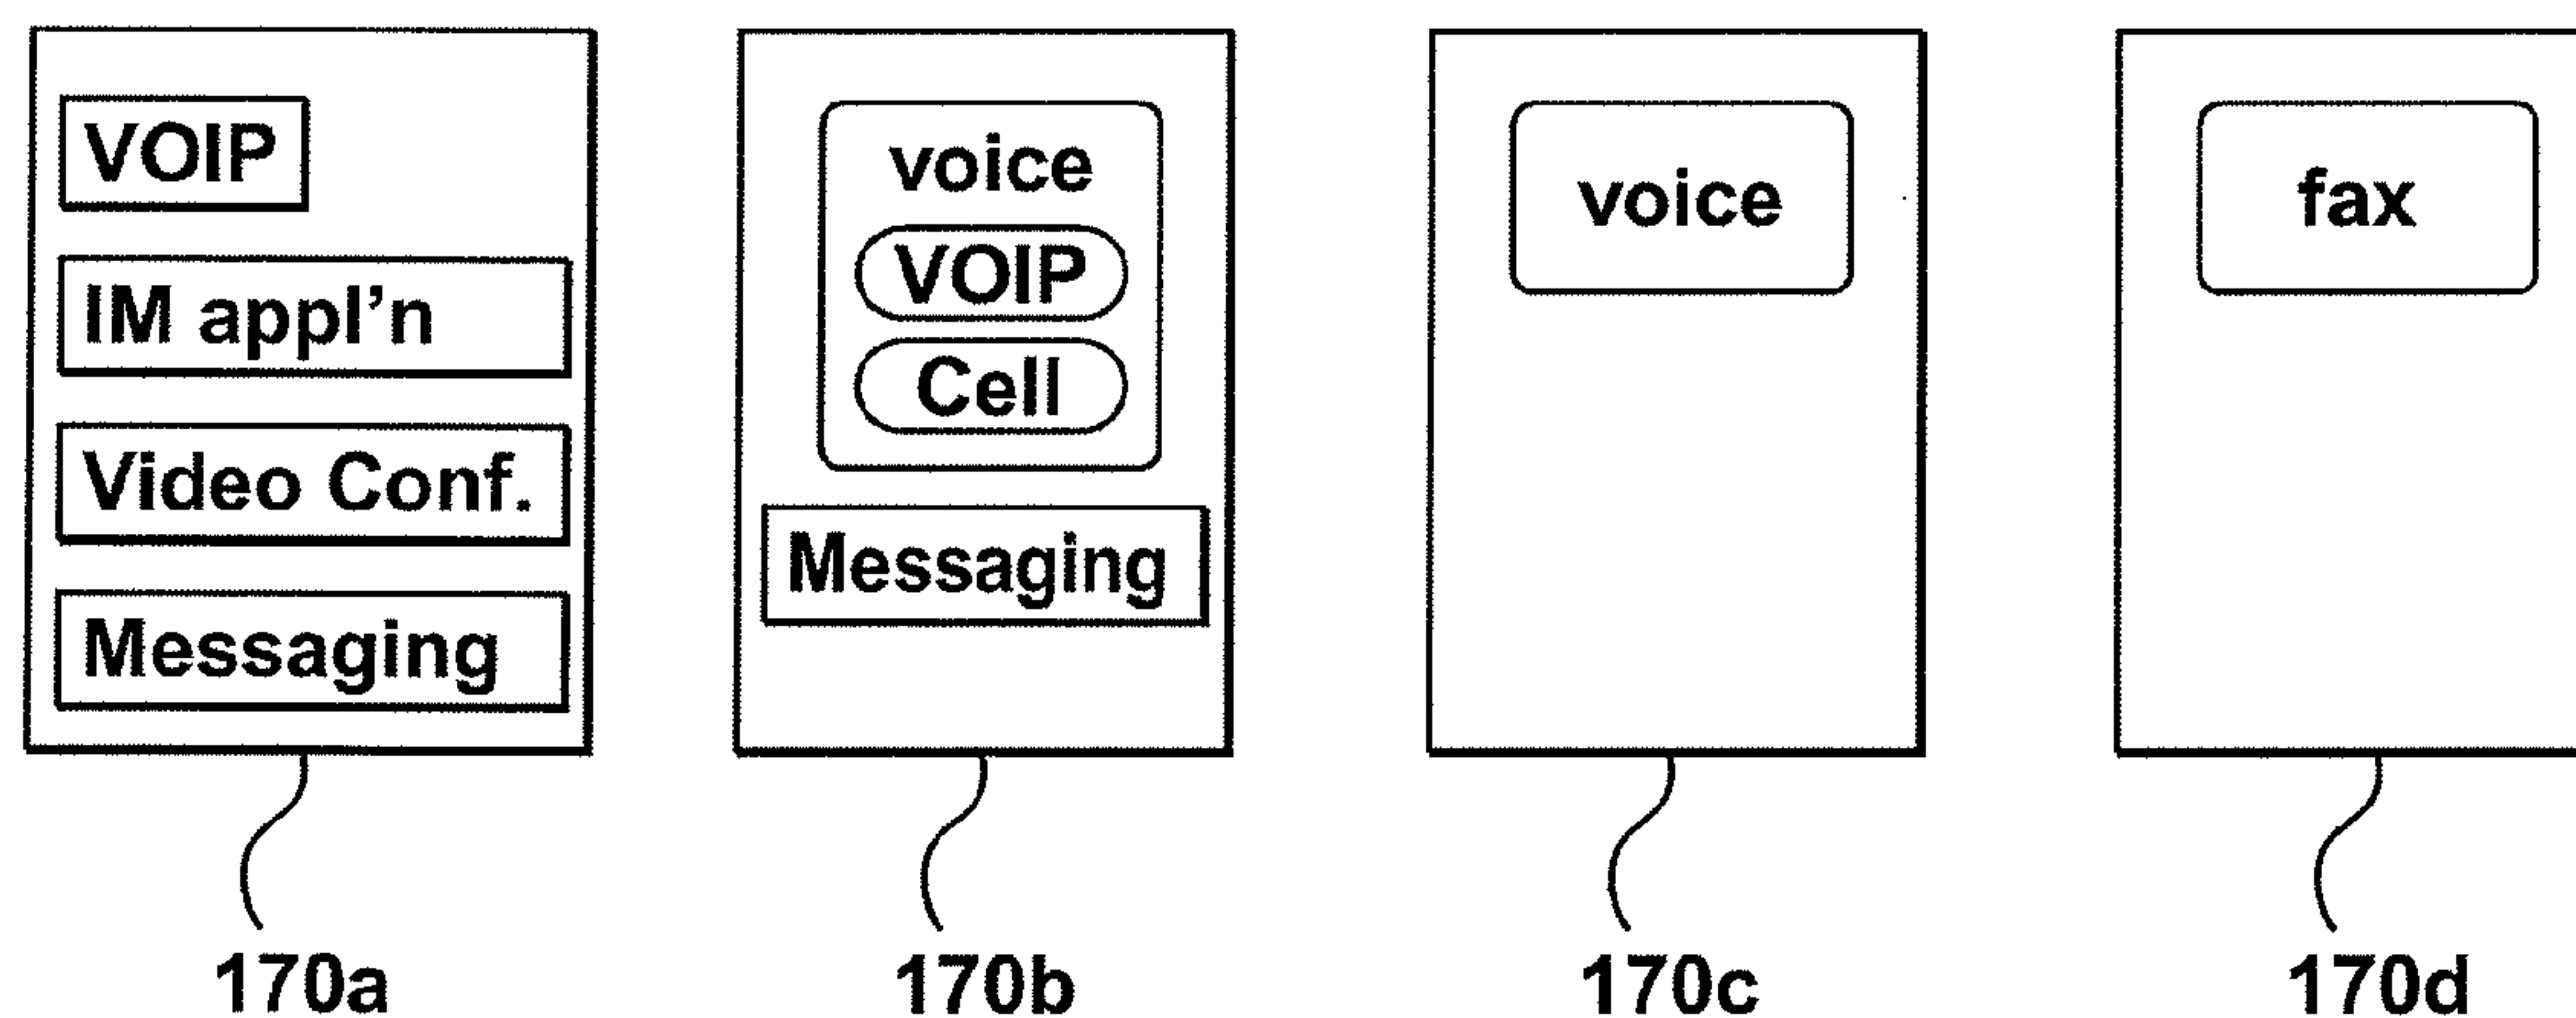 VOIP
IM appl’n
Video Conf.
Messaging
170a
voice
VOIP
Cell
Messaging
170b
voice
170c
fax
170d